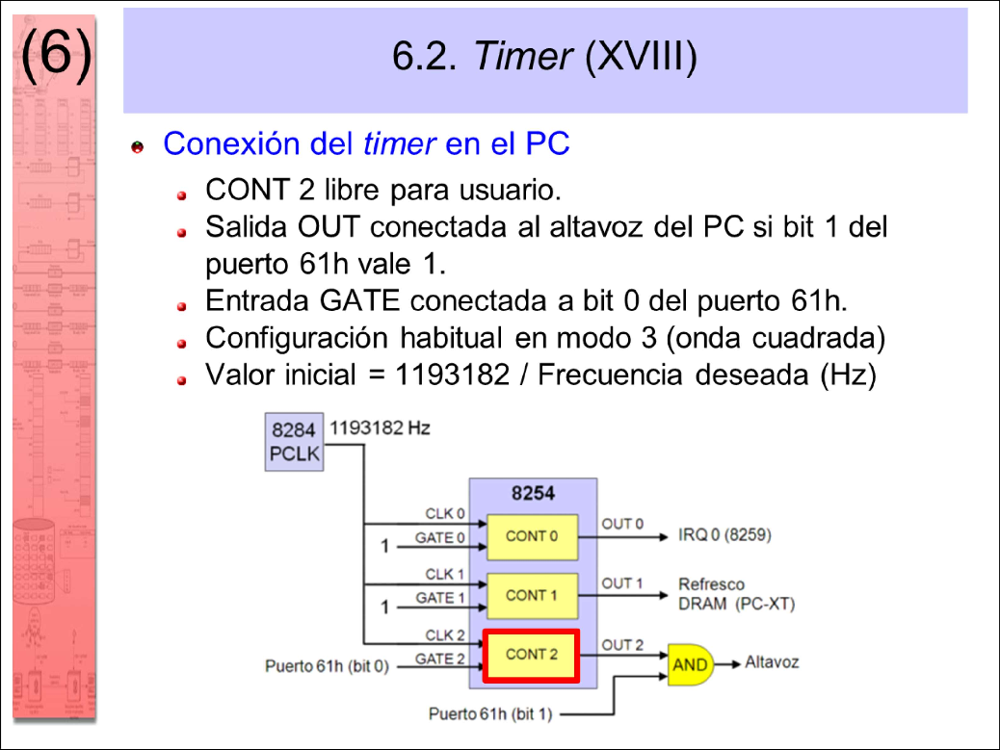 (6)
6.2. Timer (XVIII)
Conexión del timer en el PC
CONT 2 libre para usuario.
Salida OUT conectada al altavoz del PC si bit 1 del
puerto 61h vale 1.
Entrada GATE conectada a bit 0 del puerto 61h.
Configuración habitual en modo 3 (onda cuadrada)
Valor inicial = 1193182 / Frecuencia deseada (Hz)
8284
PCLK
1193182 Hz
8254
CLK 0
GATE 0
1
CONT 0
OUT 0
IRQ 0 (8259)
CLK 1
GATE 1
1
CONT 1
OUT 1
Refresco
DRAM (PC-XT)
CLK 2
GATE 2
Puerto 61h (bit 0)
CONT 2
OUT 2
AND
Altavoz
Puerto 61h (bit 1)